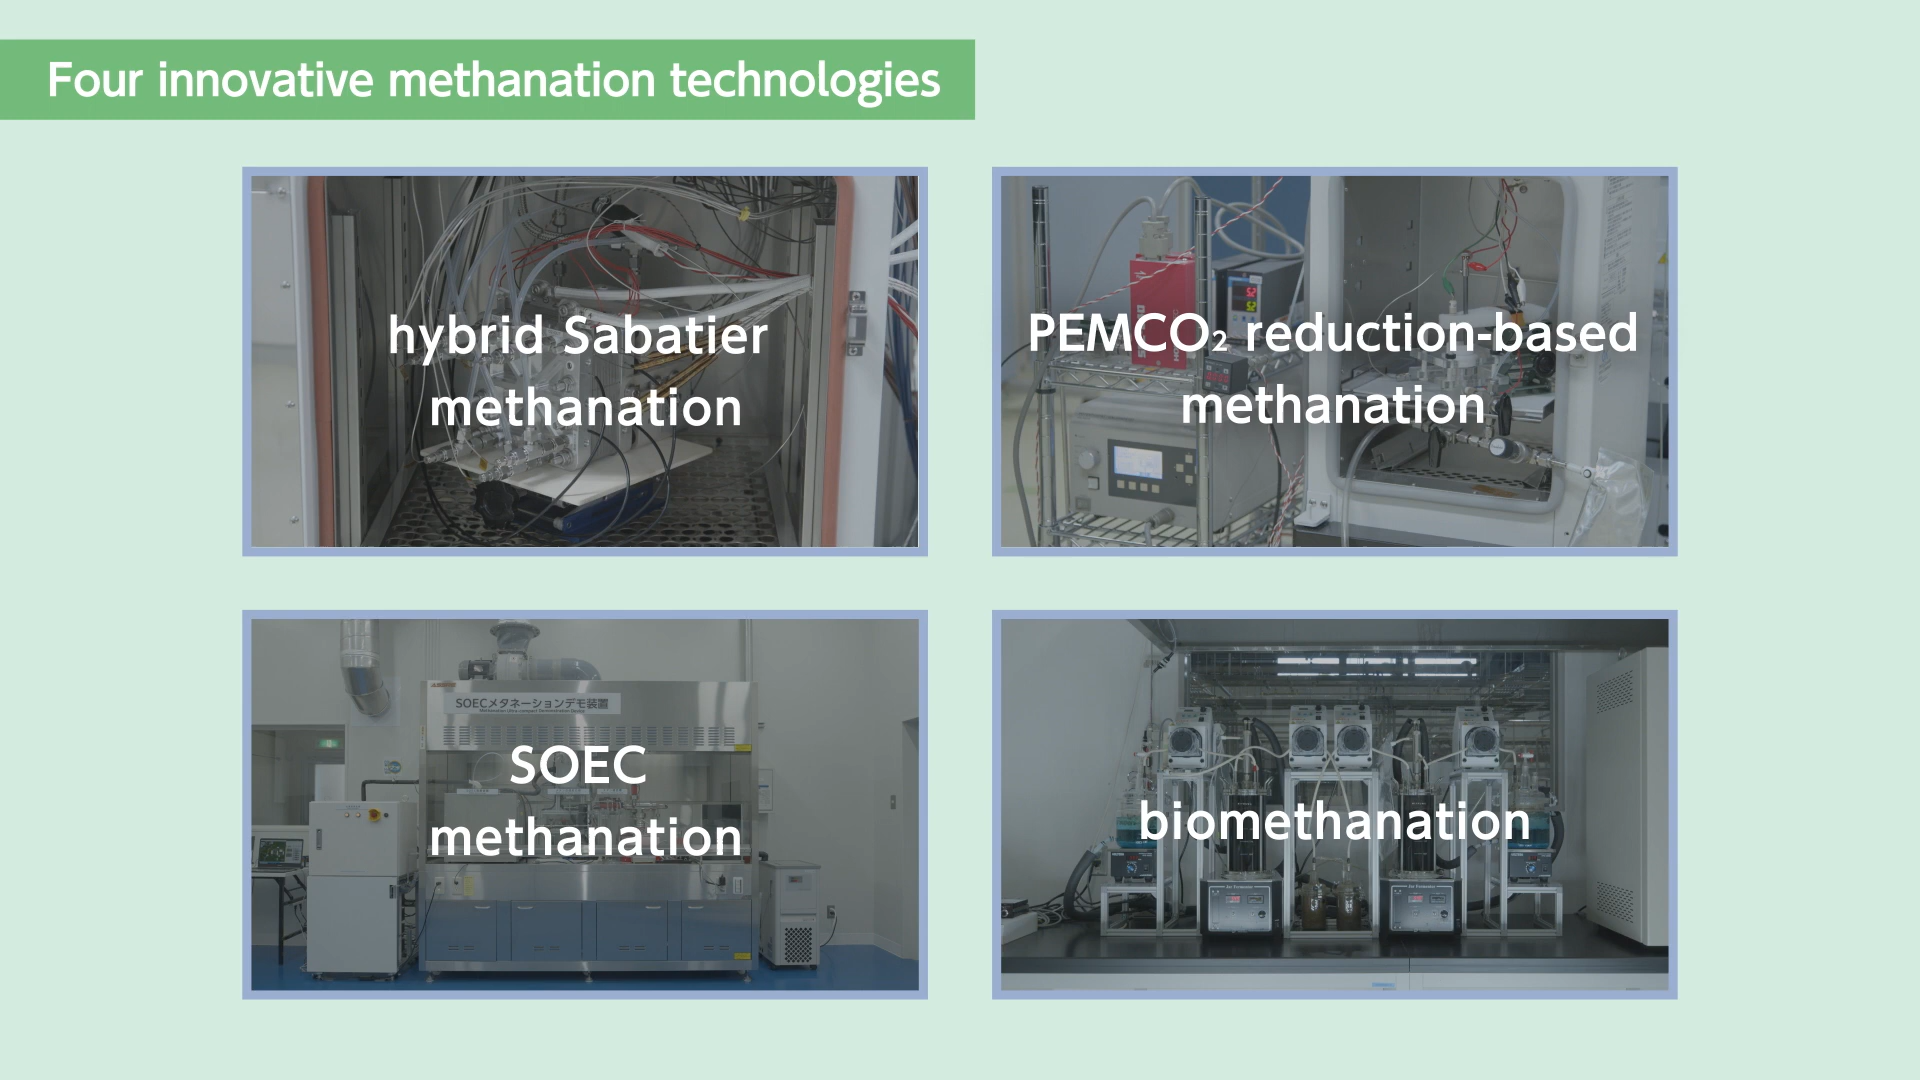 Four innovative methanation technologies
hybrid Sabatier
methanation
PEMCO₂ reduction-based
methanation
SOECメタネーションデモ装置
SOEC
methanation
biomethanation